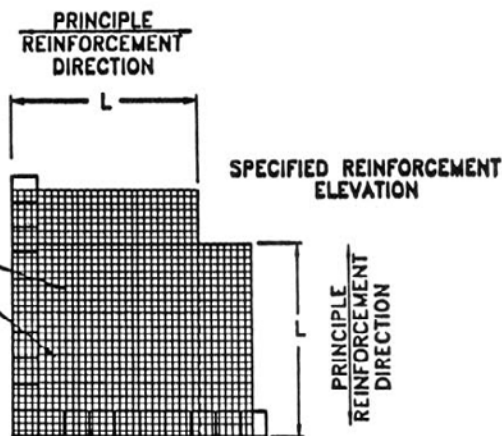 PRINCIPLE
REINFORCEMENT
DIRECTION
L
SPECIFIED REINFORCEMENT
ELEVATION
L
PRINCIPLE
REINFORCEMENT
DIRECTION